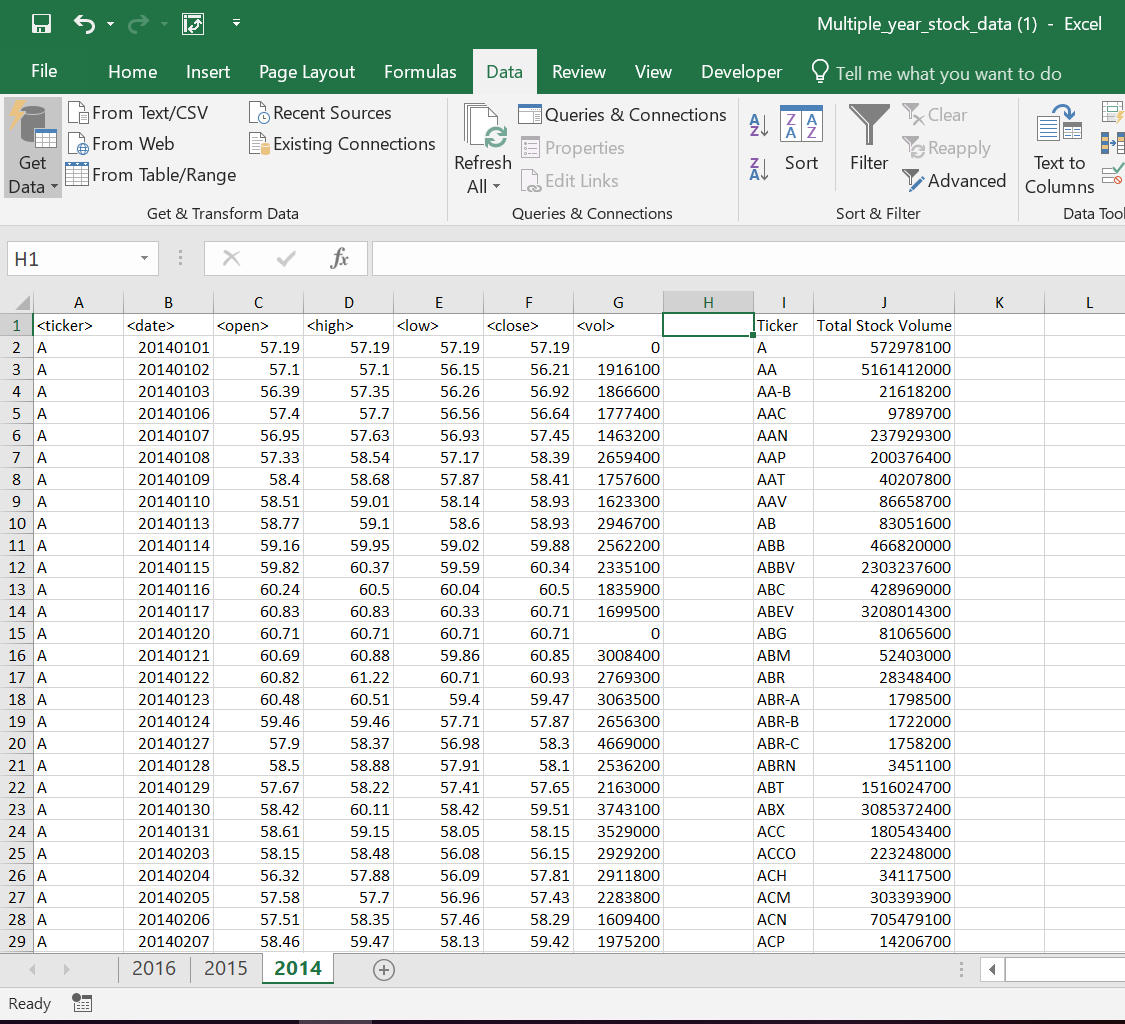 Multiple_year_stock_data (1) - Excel
File Home Insert Page Layout Formulas Data Review View Developer Tell me what you want to do
Get Data
From Text/CSV
From Web
From Table/Range
Recent Sources
Existing Connections
Get & Transform Data
Refresh All
Queries & Connections
Properties
Edit Links
Queries & Connections
Sort
Filter
Clear
Reapply
Advanced
Sort & Filter
Text to Columns
Data Tool
H1 fx
A B C D E F G H I J K L
1 <ticker> <date> <open> <high> <low> <close> <vol> Ticker Total Stock Volume
2 A 20140101 57.19 57.19 57.19 57.19 0 A 572978100
3 A 20140102 57.1 57.1 56.15 56.21 1916100 AA 5161412000
4 A 20140103 56.39 57.35 56.26 56.92 1866600 AA-B 21618200
5 A 20140106 57.4 57.7 56.56 56.64 1777400 AAC 9789700
6 A 20140107 56.95 57.63 56.93 57.45 1463200 AAN 237929300
7 A 20140108 57.33 58.54 57.17 58.39 2659400 AAP 200376400
8 A 20140109 58.4 58.68 57.87 58.41 1757600 AAT 40207800
9 A 20140110 58.51 59.01 58.14 58.93 1623300 AAV 86658700
10 A 20140113 58.77 59.1 58.6 58.93 2946700 AB 83051600
11 A 20140114 59.16 59.95 59.02 59.88 2562200 ABB 466820000
12 A 20140115 59.82 60.37 59.59 60.34 2335100 ABBV 2303237600
13 A 20140116 60.24 60.5 60.04 60.5 1835900 ABC 428969000
14 A 20140117 60.83 60.83 60.33 60.71 1699500 ABEV 3208014300
15 A 20140120 60.71 60.71 60.71 60.71 0 ABG 81065600
16 A 20140121 60.69 60.88 59.86 60.85 3008400 ABM 52403000
17 A 20140122 60.82 61.22 60.71 60.93 2769300 ABR 28348400
18 A 20140123 60.48 60.51 59.4 59.47 3063500 ABR-A 1798500
19 A 20140124 59.46 59.46 57.71 57.87 2656300 ABR-B 1722000
20 A 20140127 57.9 58.37 56.98 58.3 4669000 ABR-C 1758200
21 A 20140128 58.5 58.88 57.91 58.1 2536200 ABRN 3451100
22 A 20140129 57.67 58.22 57.41 57.65 2163000 ABT 1516024700
23 A 20140130 58.42 60.11 58.42 59.51 3743100 ABX 3085372400
24 A 20140131 58.61 59.15 58.05 58.15 3529000 ACC 180543400
25 A 20140203 58.15 58.48 56.08 56.15 2929200 ACCO 223248000
26 A 20140204 56.32 57.88 56.09 57.81 2911800 ACH 34117500
27 A 20140205 57.58 57.7 56.96 57.43 2283800 ACM 303393900
28 A 20140206 57.51 58.35 57.46 58.29 1609400 ACN 705479100
29 A 20140207 58.46 59.47 58.13 59.42 1975200 ACP 14206700
2016 2015 2014
Ready